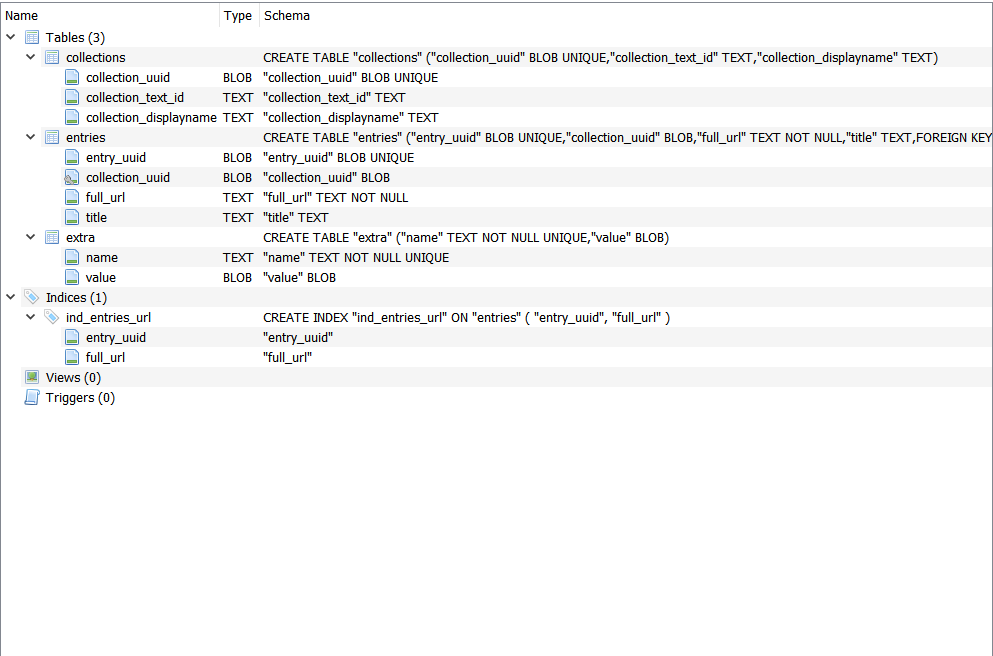 Name Type Schema
Tables (3)
collections CREATE TABLE "collections" ("collection_uuid" BLOB UNIQUE,"collection_text_id" TEXT,"collection_displayname" TEXT)
collection_uuid BLOB "collection_uuid" BLOB UNIQUE
collection_text_id TEXT "collection_text_id" TEXT
collection_displayname TEXT "collection_displayname" TEXT
entries CREATE TABLE "entries" ("entry_uuid" BLOB UNIQUE,"collection_uuid" BLOB,"full_url" TEXT NOT NULL,"title" TEXT,FOREIGN KEY
entry_uuid BLOB "entry_uuid" BLOB UNIQUE
collection_uuid BLOB "collection_uuid" BLOB
full_url TEXT "full_url" TEXT NOT NULL
title TEXT "title" TEXT
extra CREATE TABLE "extra" ("name" TEXT NOT NULL UNIQUE,"value" BLOB)
name TEXT "name" TEXT NOT NULL UNIQUE
value BLOB "value" BLOB
Indices (1)
ind_entries_url CREATE INDEX "ind_entries_url" ON "entries" ( "entry_uuid", "full_url" )
entry_uuid "entry_uuid"
full_url "full_url"
Views (0)
Triggers (0)